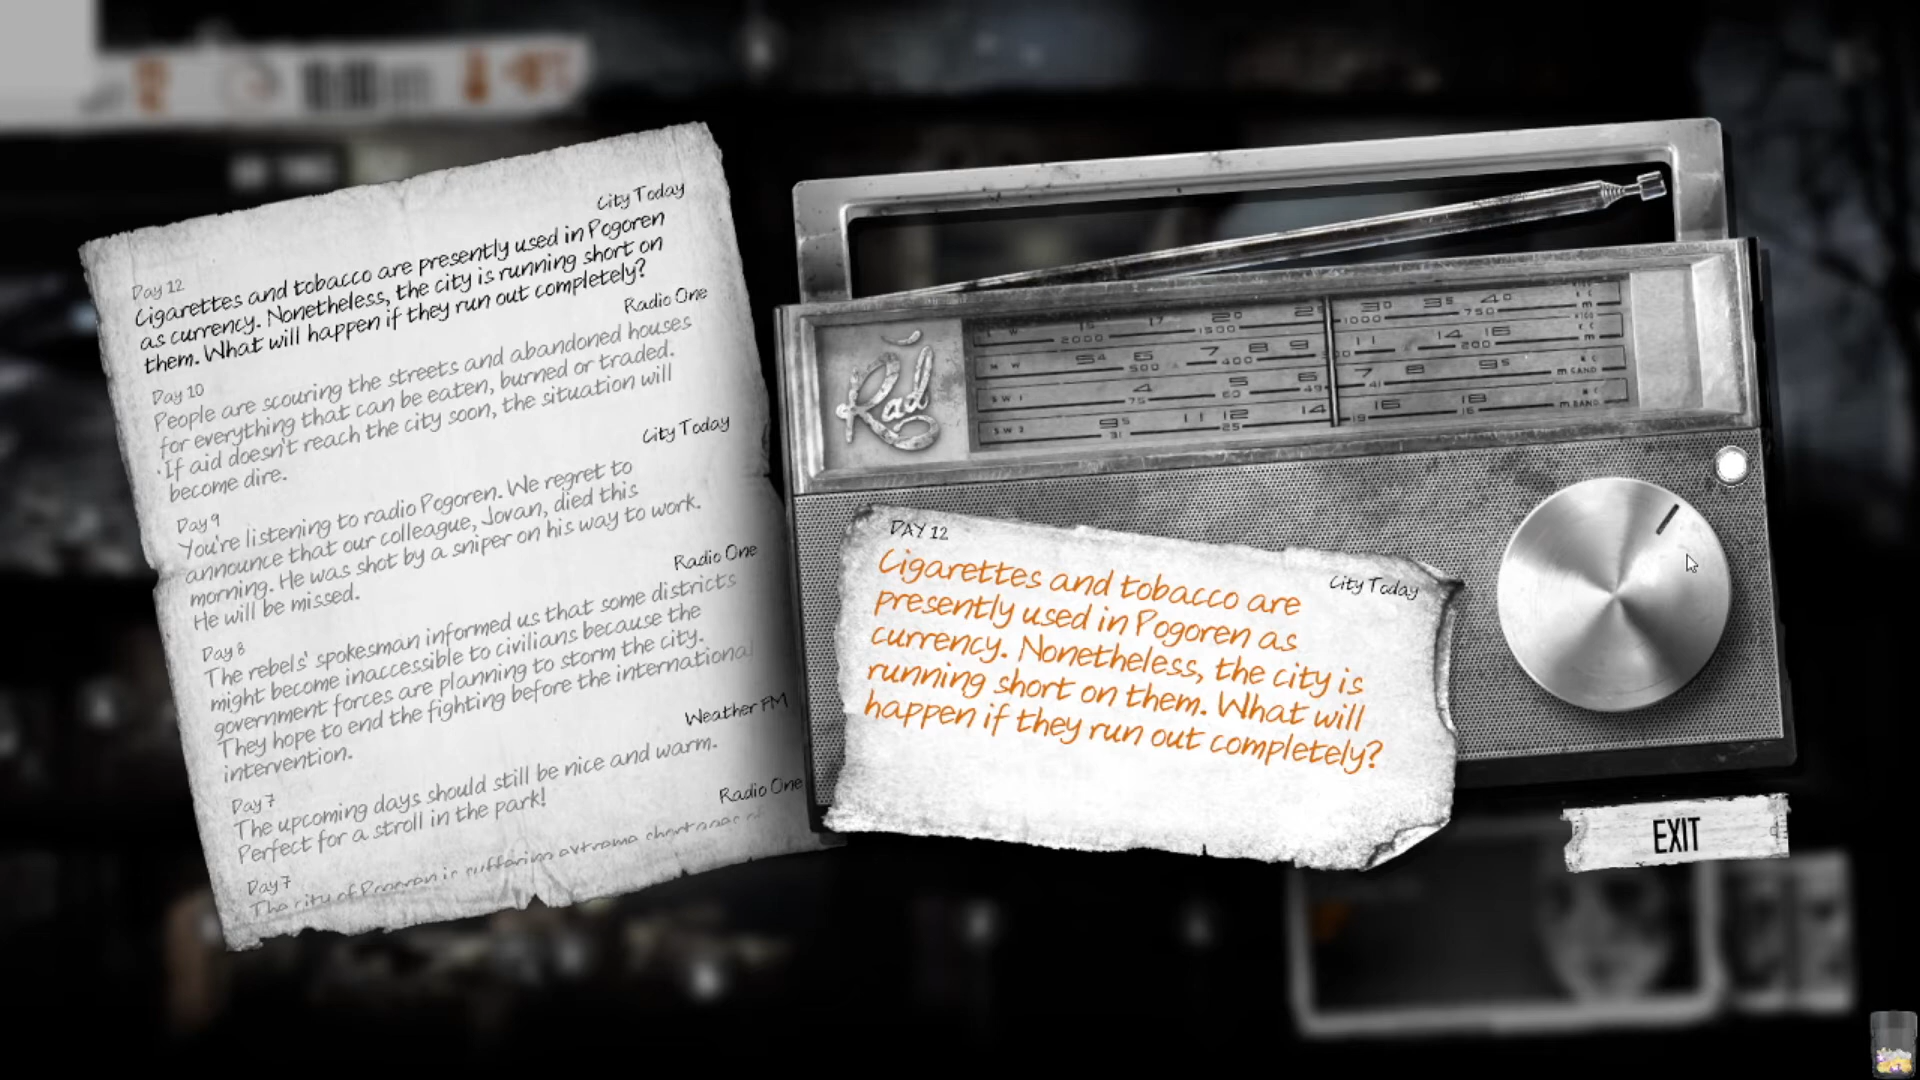 City Today
Day 12
Cigarettes and tobacco are presently used in Pogoren
as currency. Nonetheless, the city is running short on
them. What will happen if they run out completely?
Radio One
Day 10
People are scouring the streets and abandoned houses
for everything that can be eaten, burned or traded.
If aid doesn't reach the city soon, the situation will
become dire.
City Today
Day 9
You're listening to radio Pogoren. We regret to
announce that our colleague, Jovan, died this
morning. He was shot by a sniper on his way to work.
He will be missed.
Radio One
Day 8
The rebels' spokesman informed us that some districts
might become inaccessible to civilians because the
government forces are planning to storm the city.
They hope to end the fighting before the international
intervention.
Weather FM
Day 7
The upcoming days should still be nice and warm.
Perfect for a stroll in the park!
Radio One
Day 7
The city of Pogoren is suffering extreme shortages of
Rad
DAY 12
City Today
Cigarettes and tobacco are
presently used in Pogoren as
currency. Nonetheless, the city is
running short on them. What will
happen if they run out completely?
EXIT